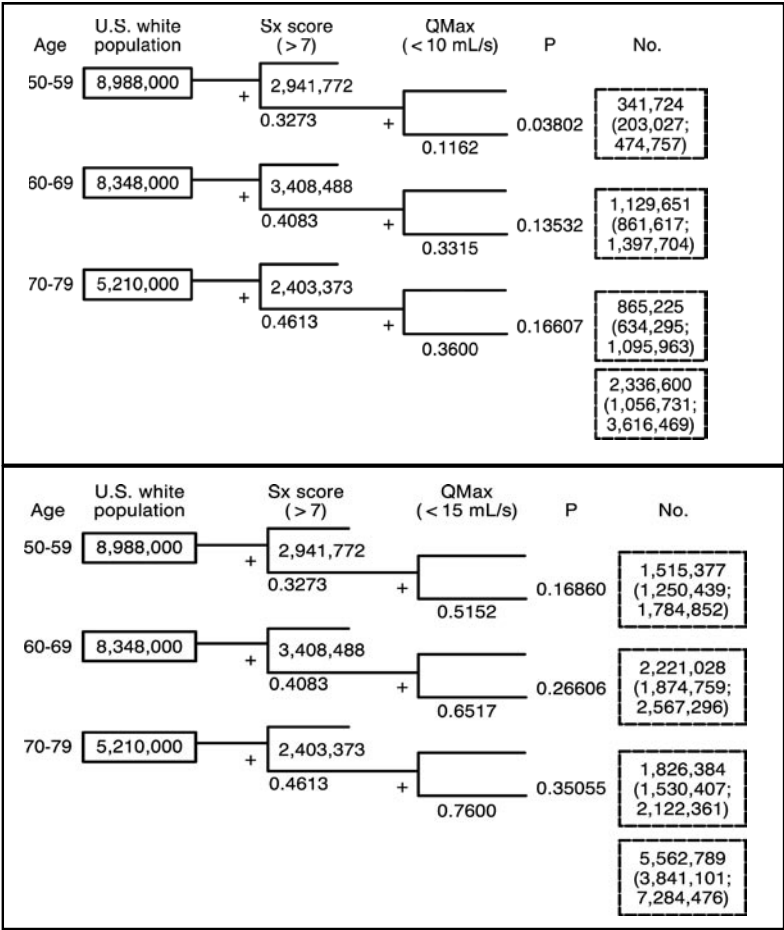 U.S. white Sx score QMax
Age population (>7) (<10 mL/s) P No.
50-59 8,988,000 + 2,941,772
0.3273 + 0.03802 341,724
0.1162 (203,027;
474,757)
60-69 8,348,000 + 3,408,488
0.4083 + 0.13532 1,129,651
0.3315 (861,617;
1,397,704)
70-79 5,210,000 + 2,403,373
0.4613 + 0.16607 865,225
0.3600 (634,295;
1,095,963)
2,336,600
(1,056,731;
3,616,469)
U.S. white Sx score QMax
Age population (>7) (<15 mL/s) P No.
50-59 8,988,000 + 2,941,772
0.3273 + 0.16860 1,515,377
0.5152 (1,250,439;
1,784,852)
60-69 8,348,000 + 3,408,488
0.4083 + 0.26606 2,221,028
0.6517 (1,874,759;
2,567,296)
70-79 5,210,000 + 2,403,373
0.4613 + 0.35055 1,826,384
0.7600 (1,530,407;
2,122,361)
5,562,789
(3,841,101;
7,284,476)